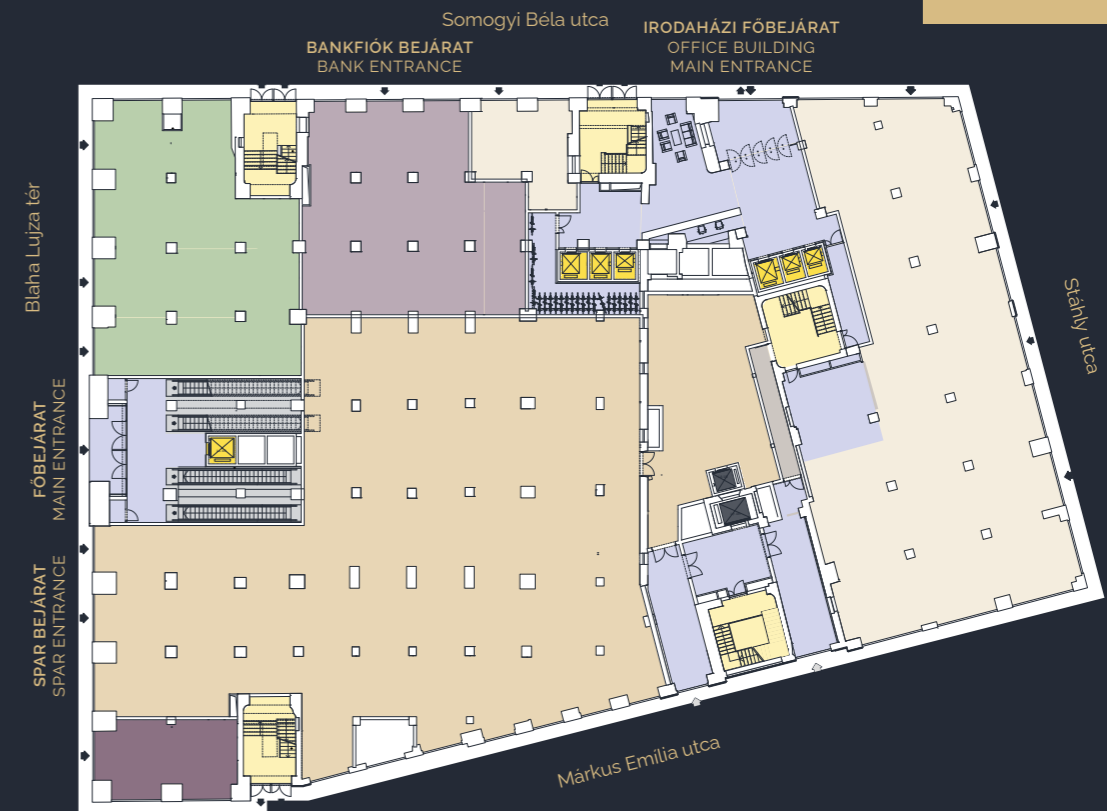 Somogyi Béla utca
IRODAHÁZI FŐBEJÁRAT
OFFICE BUILDING
MAIN ENTRANCE
BANKFIÓK BEJÁRAT
BANK ENTRANCE
Blaha Lujza tér
Stáhly utca
FŐBEJÁRAT
MAIN ENTRANCE
SPAR BEJÁRAT
SPAR ENTRANCE
Márkus Emília utca